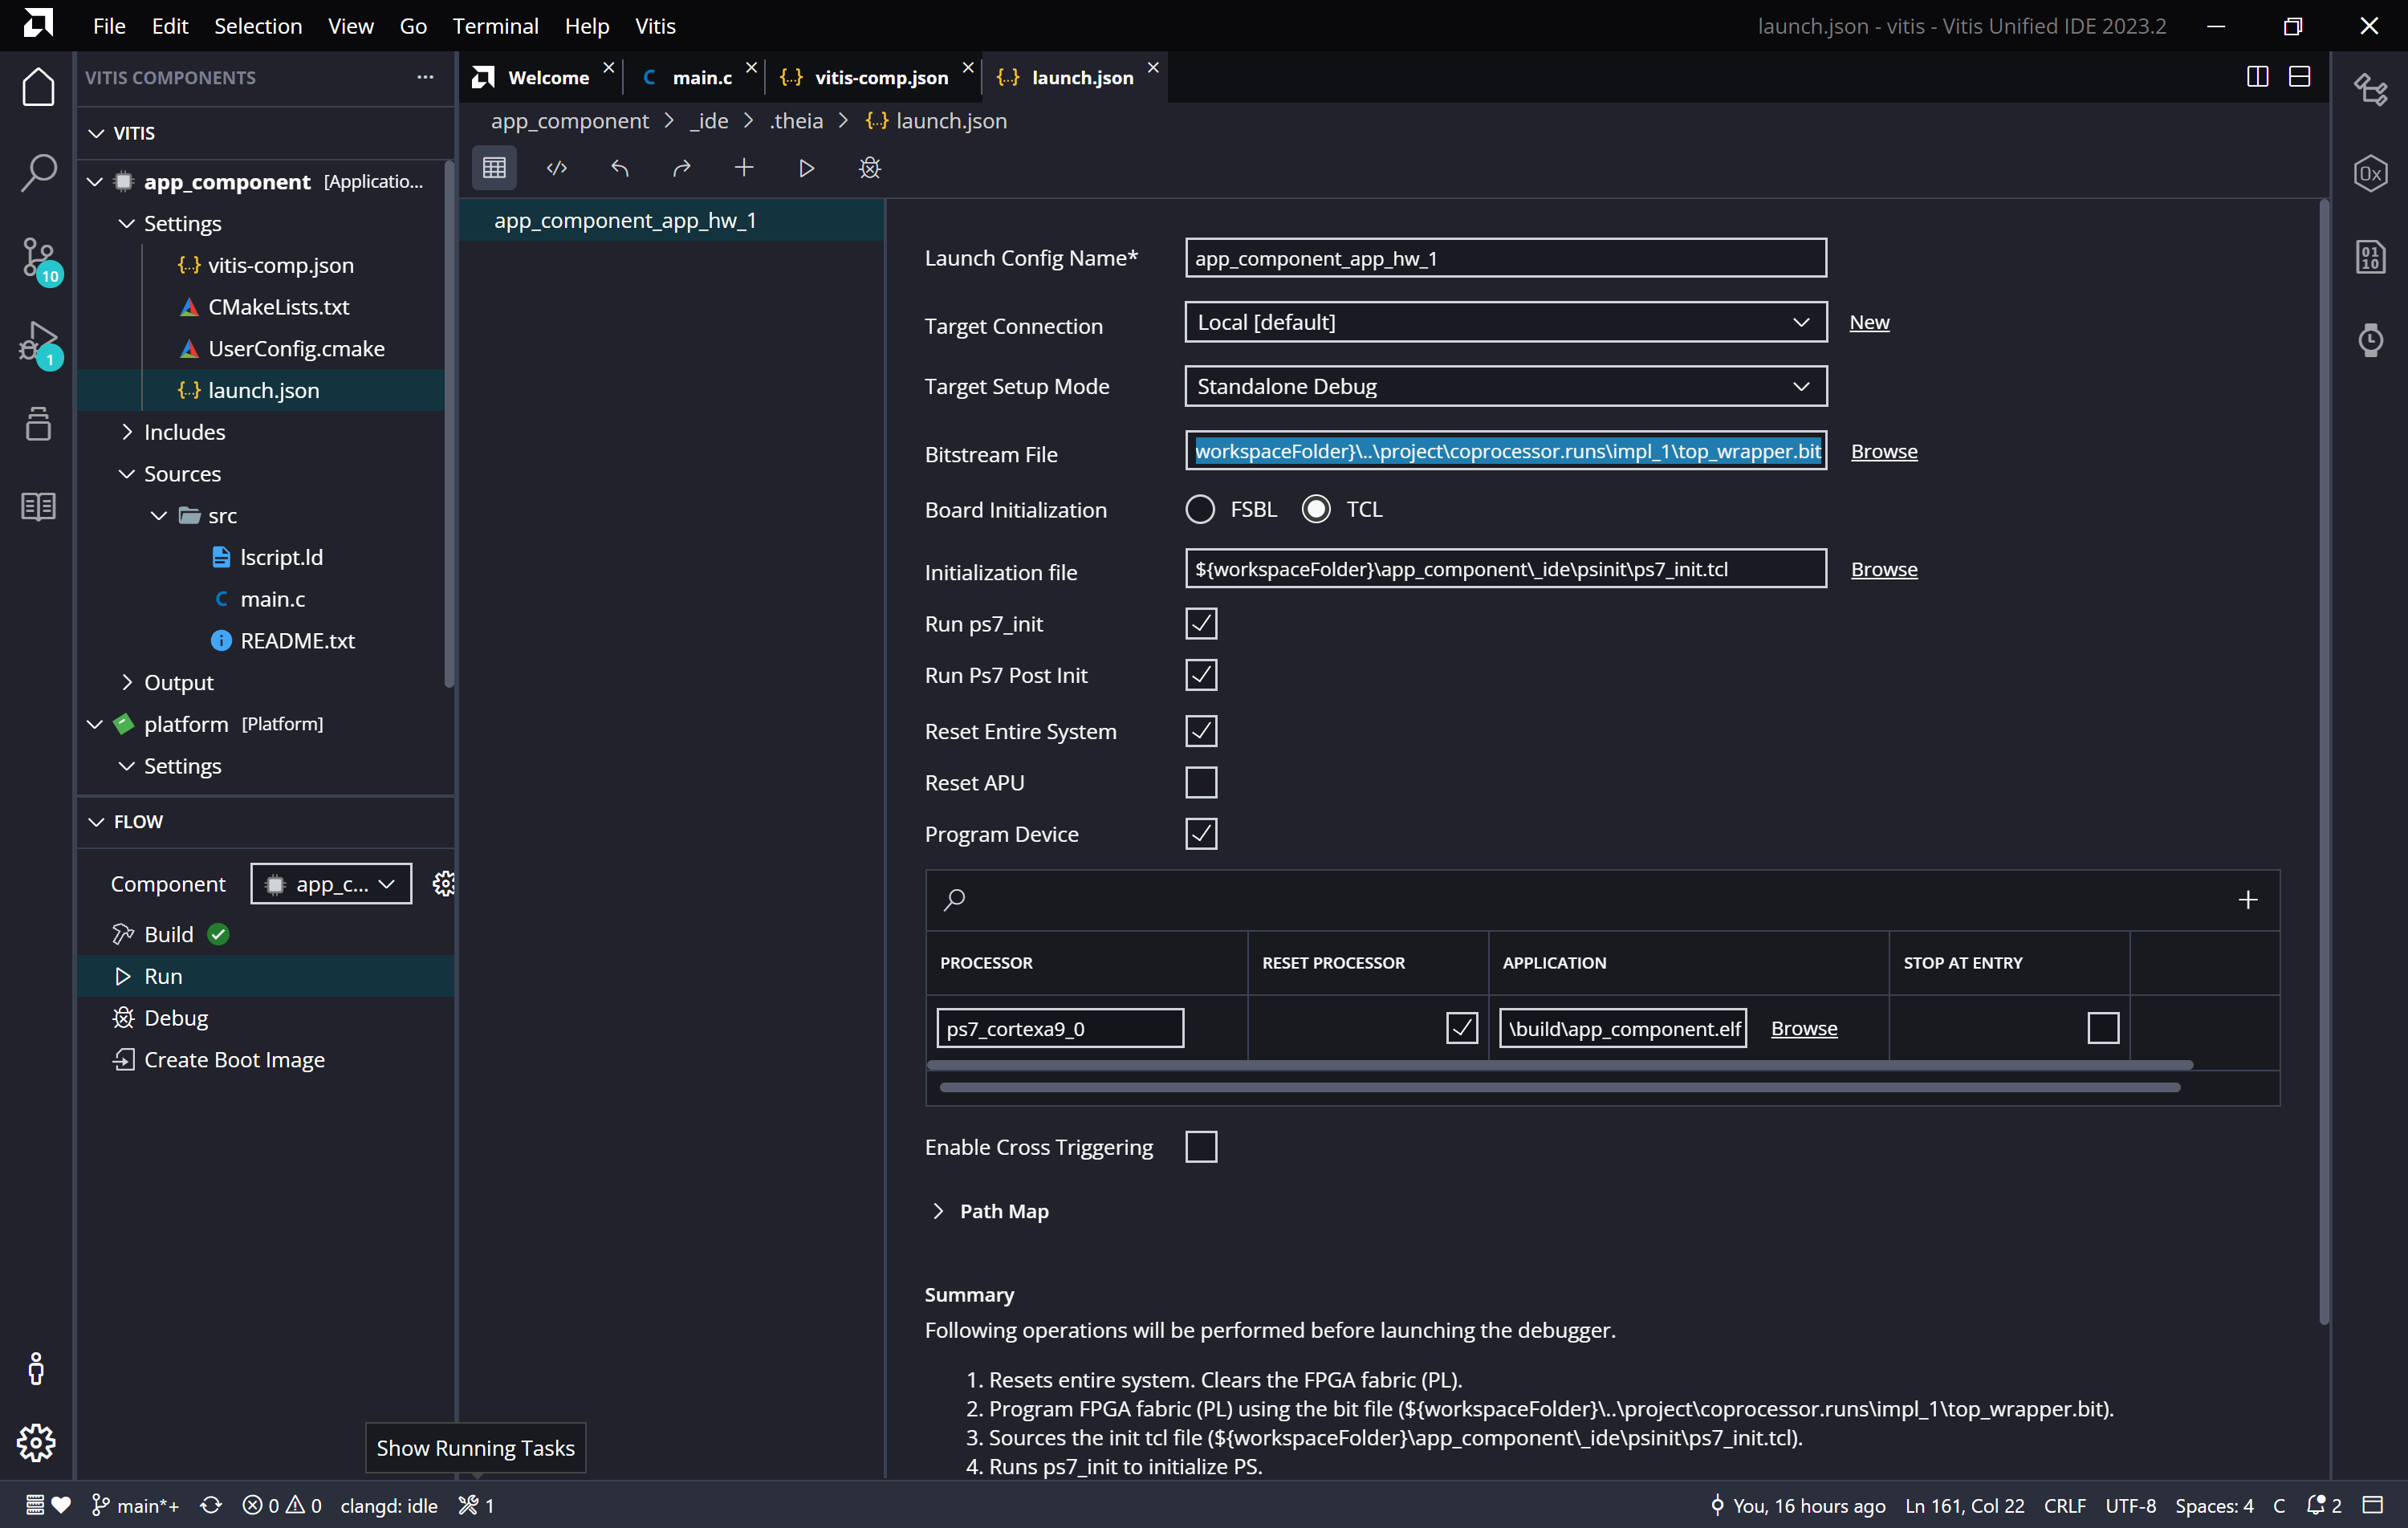 File Edit Selection View Go Terminal Help Vitis
launch.json - vitis - Vitis Unified IDE 2023.2
VITIS COMPONENTS
VITIS
app_component [Applicatio...
Settings
vitis-comp.json
CMakeLists.txt
UserConfig.cmake
launch.json
Includes
Sources
src
lscript.ld
C main.c
README.txt
Output
platform [Platform]
Settings
10
1
FLOW
Component app_c...
Build
Run
Debug
Create Boot Image
Show Running Tasks
Welcome C main.c {..} vitis-comp.json {..} launch.json
app_component > _ide > .theia > {..} launch.json
app_component_app_hw_1
Launch Config Name* app_component_app_hw_1
Target Connection Local [default] New
Target Setup Mode Standalone Debug
Bitstream File workspaceFolder}\..\project\coprocessor.runs\impl_1\top_wrapper.bit Browse
Board Initialization FSBL TCL
Initialization file ${workspaceFolder}\app_component\_ide\psinit\ps7_init.tcl Browse
Run ps7_init
Run Ps7 Post Init
Reset Entire System
Reset APU
Program Device
PROCESSOR RESET PROCESSOR APPLICATION STOP AT ENTRY
ps7_cortexa9_0 \build\app_component.elf Browse
Enable Cross Triggering
Path Map
Summary
Following operations will be performed before launching the debugger.
1. Resets entire system. Clears the FPGA fabric (PL).
2. Program FPGA fabric (PL) using the bit file (${workspaceFolder}\..\project\coprocessor.runs\impl_1\top_wrapper.bit).
3. Sources the init tcl file (${workspaceFolder}\app_component\_ide\psinit\ps7_init.tcl).
4. Runs ps7_init to initialize PS.
0x
01
10
main*+ 0 0 clangd: idle 1
You, 16 hours ago Ln 161, Col 22 CRLF UTF-8 Spaces: 4 C 2